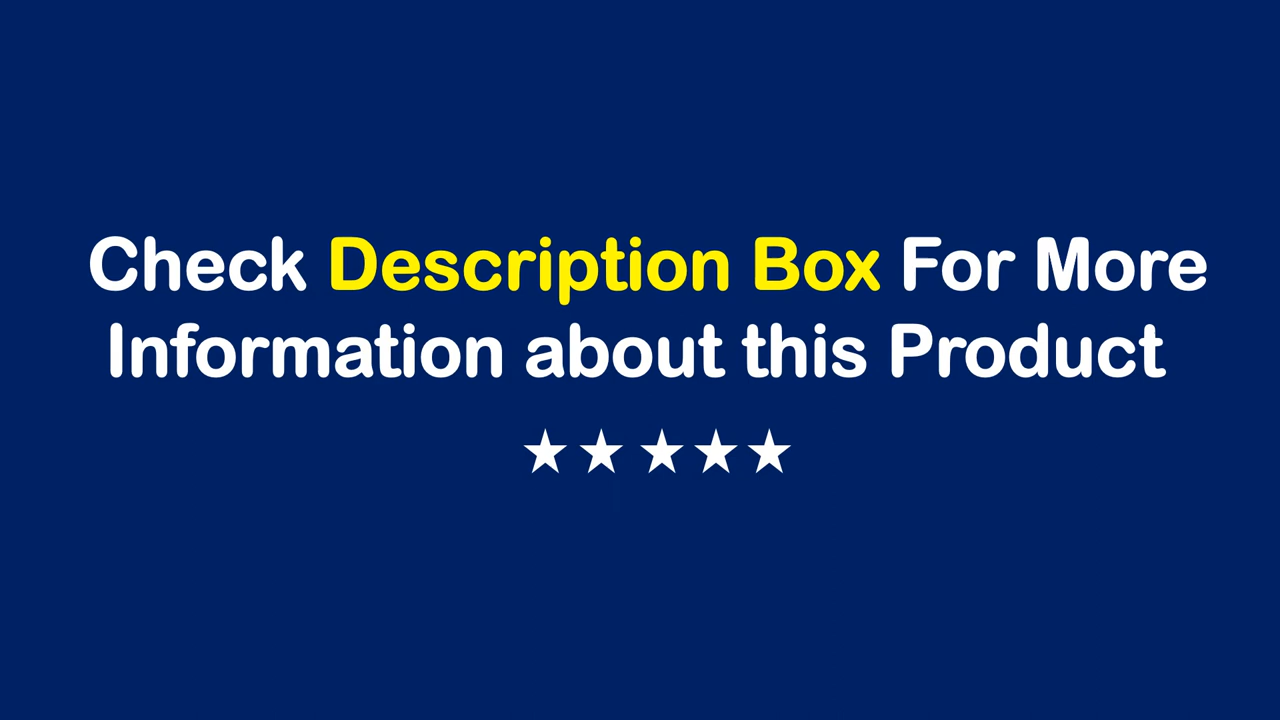 Check Description Box For More
Information about this Product
★★★★★